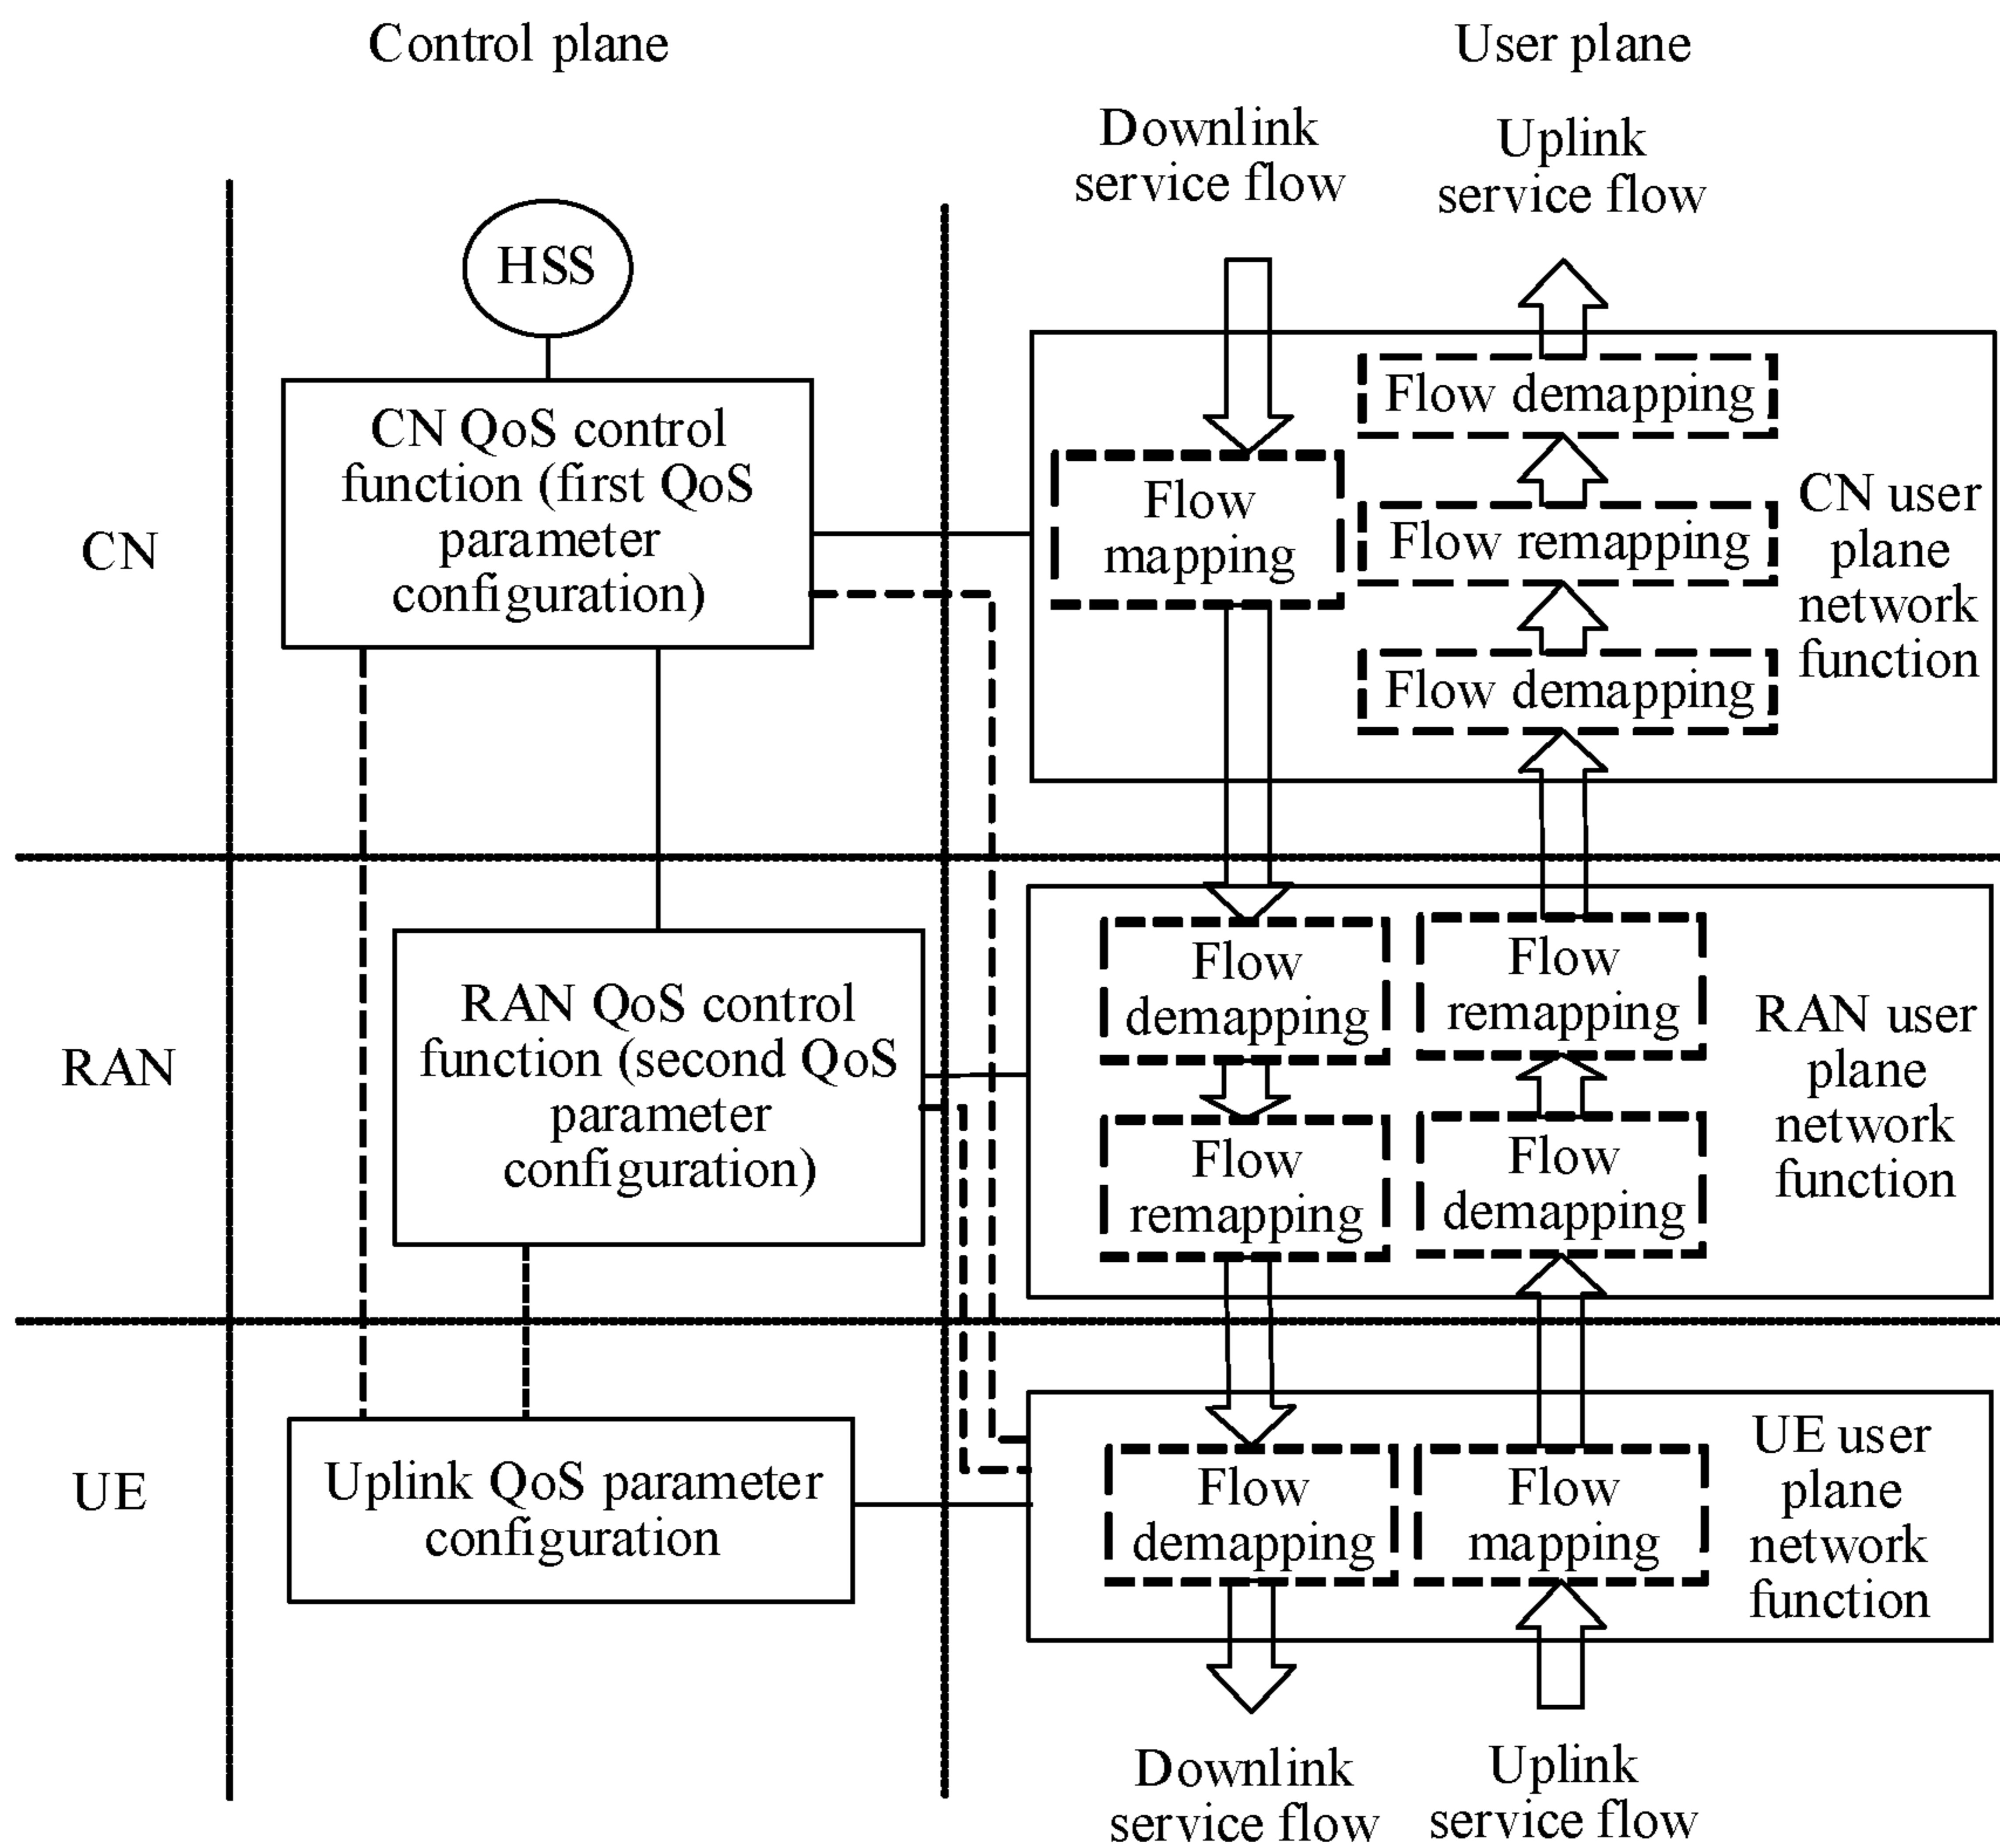 Control plane
User plane
Downlink
service flow
Uplink
service flow
HSS
CN
CN QoS control
function (first QoS
parameter
configuration)
Flow
mapping
Flow demapping
Flow remapping
Flow demapping
CN user
plane
network
function
RAN
RAN QoS control
function (second QoS
parameter
configuration)
Flow
demapping
Flow
remapping
Flow
remapping
Flow
demapping
RAN user
plane
network
function
UE
Uplink QoS parameter
configuration
Flow
demapping
Flow
mapping
UE user
plane
network
function
Downlink
service flow
Uplink
service flow